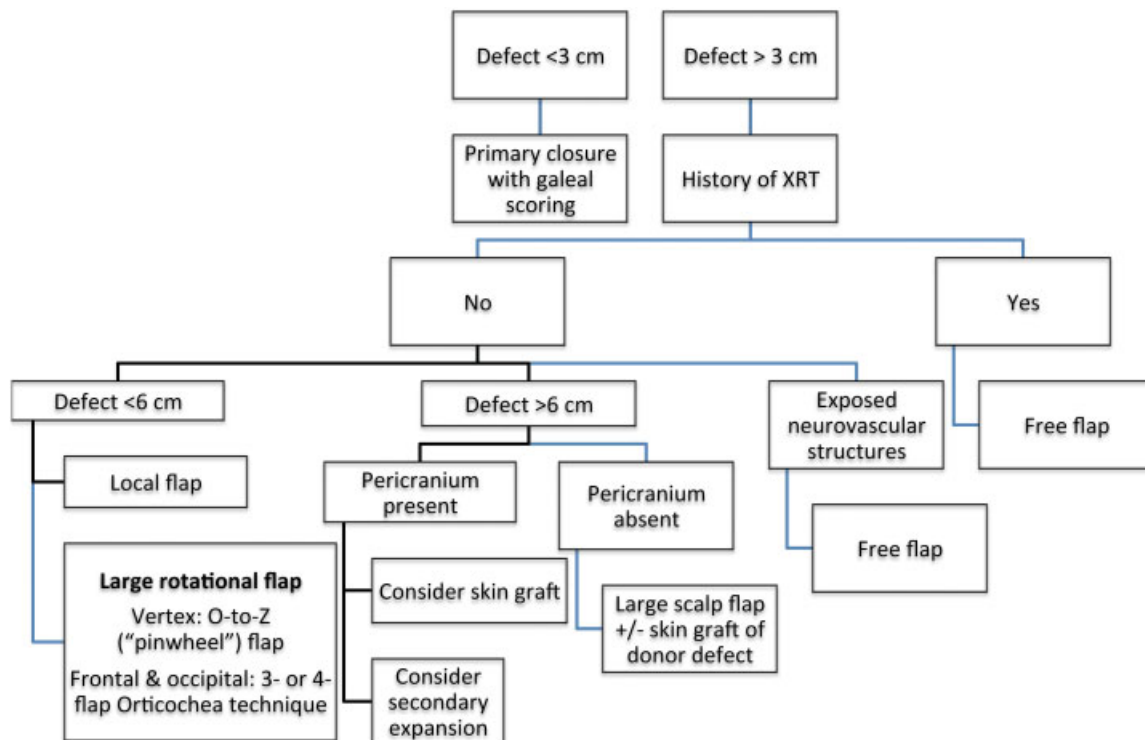 Defect <3 cm
Defect > 3 cm
Primary closure
with galeal
scoring
History of XRT
No
Yes
Defect <6 cm
Defect >6 cm
Exposed
neurovascular
structures
Free flap
Local flap
Pericranium
present
Pericranium
absent
Free flap
Large rotational flap
Vertex: O-to-Z
("pinwheel") flap
Frontal & occipital: 3- or 4-
flap Orticochea technique
Consider skin graft
Large scalp flap
+/- skin graft of
donor defect
Consider
secondary
expansion